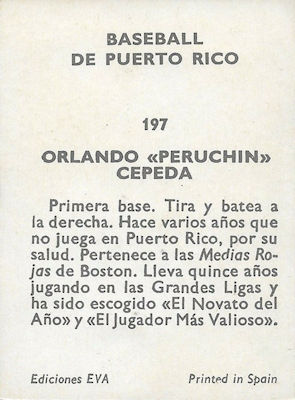 BASEBALL
DE PUERTO RICO
197
ORLANDO «PERUCHIN»
CEPEDA
Primera base. Tira y batea a
la derecha. Hace varios años que
no juega en Puerto Rico, por su
salud. Pertenece a las Medias Ro-
jas de Boston. Lleva quince años
jugando en las Grandes Ligas y
ha sido escogido «El Novato del
Año» y «El Jugador Más Valioso».
Ediciones EVA Printed in Spain